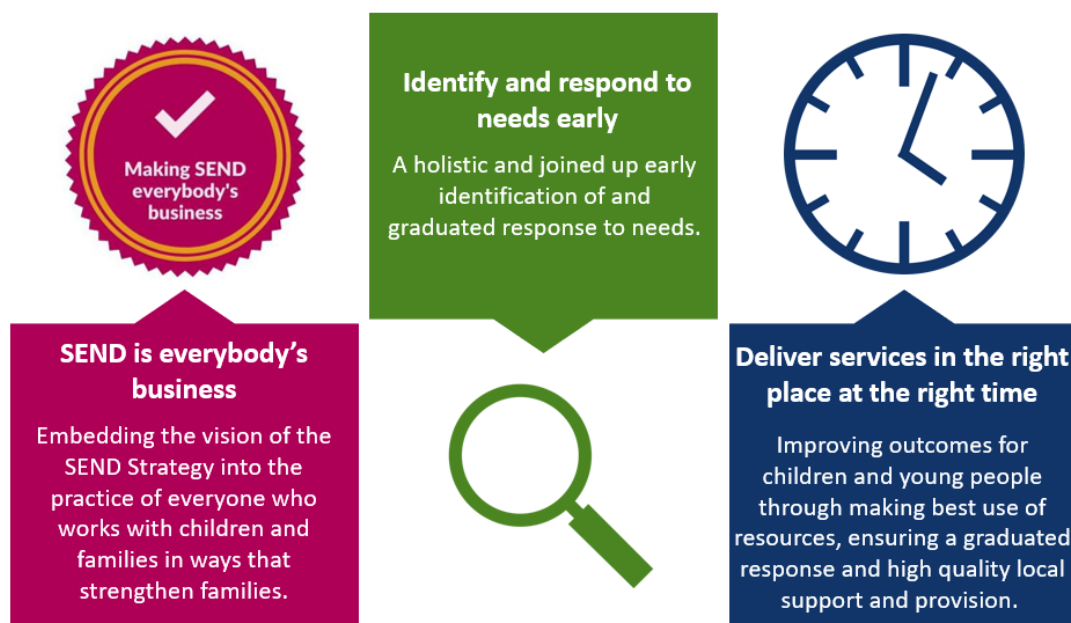 Making SEND
everybody's
business
SEND is everybody’s
business
Embedding the vision of the
SEND Strategy into the
practice of everyone who
works with children and
families in ways that
strengthen families.
Identify and respond to
needs early
A holistic and joined up early
identification of and
graduated response to needs.
Deliver services in the right
place at the right time
Improving outcomes for
children and young people
through making best use of
resources, ensuring a graduated
response and high quality local
support and provision.